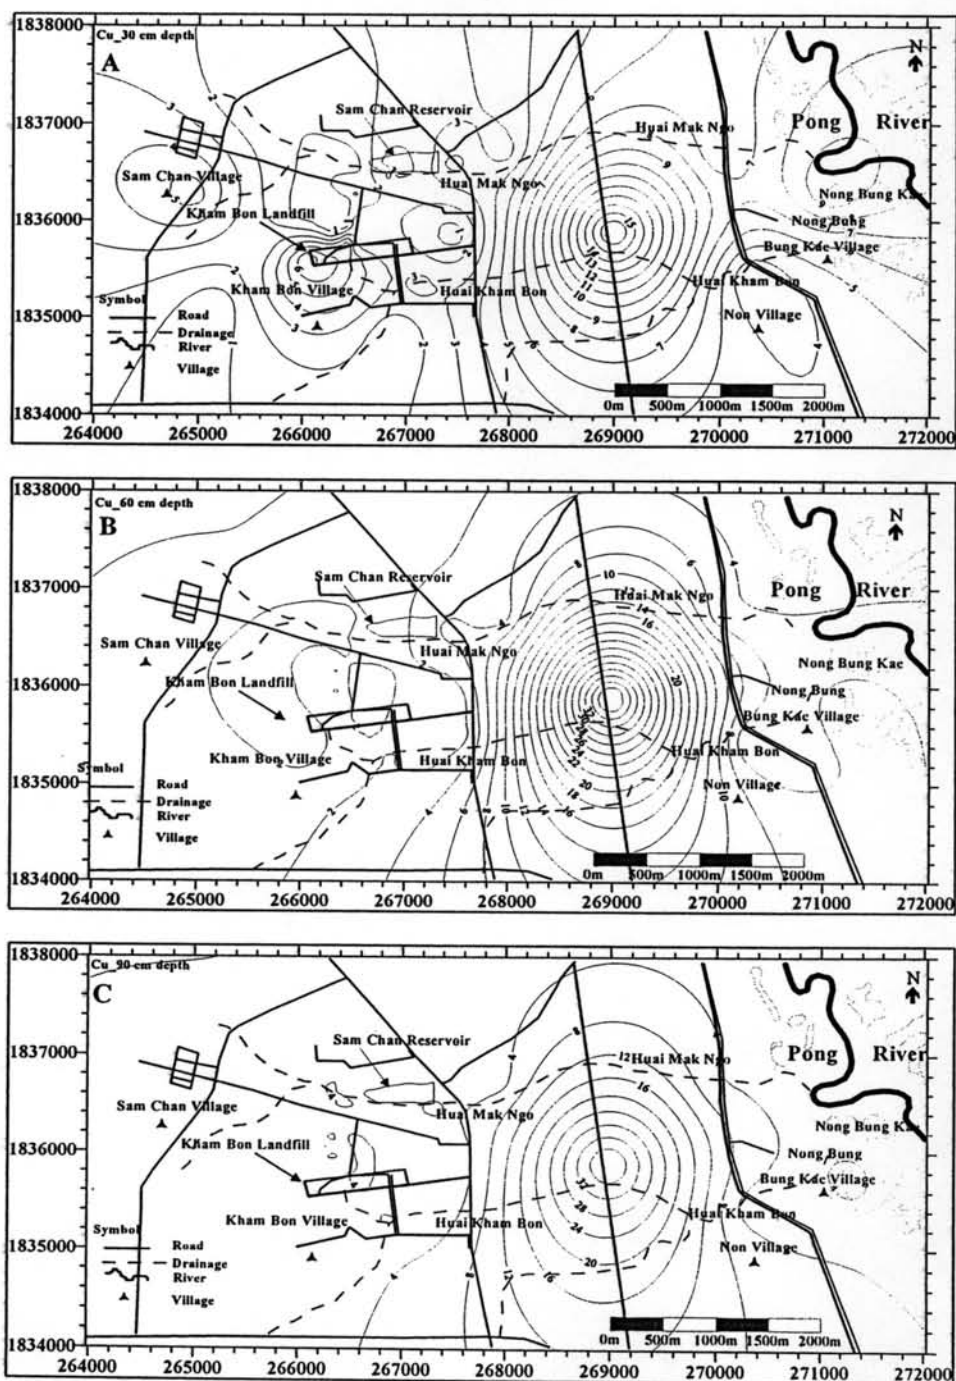 Cu_30 cm depth
A
N
1838000
1837000
1836000
1835000
1834000
Sam Chan Reservoir
Huai Mak Ngo
Pong River
Sam Chan Village
Huai Mak Ngo
Nong Bung Kae
Kham Bon Landfill
Nong Bung
Bung Kae Village
Kham Bon Village
Huai Kham Bon
Huai Kham Bon
Non Village
Symbol
Road
Drainage
River
Village
0m 500m 1000m 1500m 2000m
264000 265000 266000 267000 268000 269000 270000 271000 272000
Cu_60 cm depth
B
N
1838000
1837000
1836000
1835000
1834000
Sam Chan Reservoir
Huai Mak Ngo
Pong River
Sam Chan Village
Huai Mak Ngo
Nong Bung Kae
Kham Bon Landfill
Nong Bung
Bung Kae Village
Kham Bon Village
Huai Kham Bon
Huai Kham Bon
Non Village
Symbol
Road
Drainage
River
Village
0m 500m 1000m 1500m 2000m
264000 265000 266000 267000 268000 269000 270000 271000 272000
Cu_90 cm depth
C
N
1838000
1837000
1836000
1835000
1834000
Sam Chan Reservoir
Huai Mak Ngo
Pong River
Sam Chan Village
Huai Mak Ngo
Nong Bung Kae
Kham Bon Landfill
Nong Bung
Bung Kae Village
Kham Bon Village
Huai Kham Bon
Huai Kham Bon
Non Village
Symbol
Road
Drainage
River
Village
0m 500m 1000m 1500m 2000m
264000 265000 266000 267000 268000 269000 270000 271000 272000